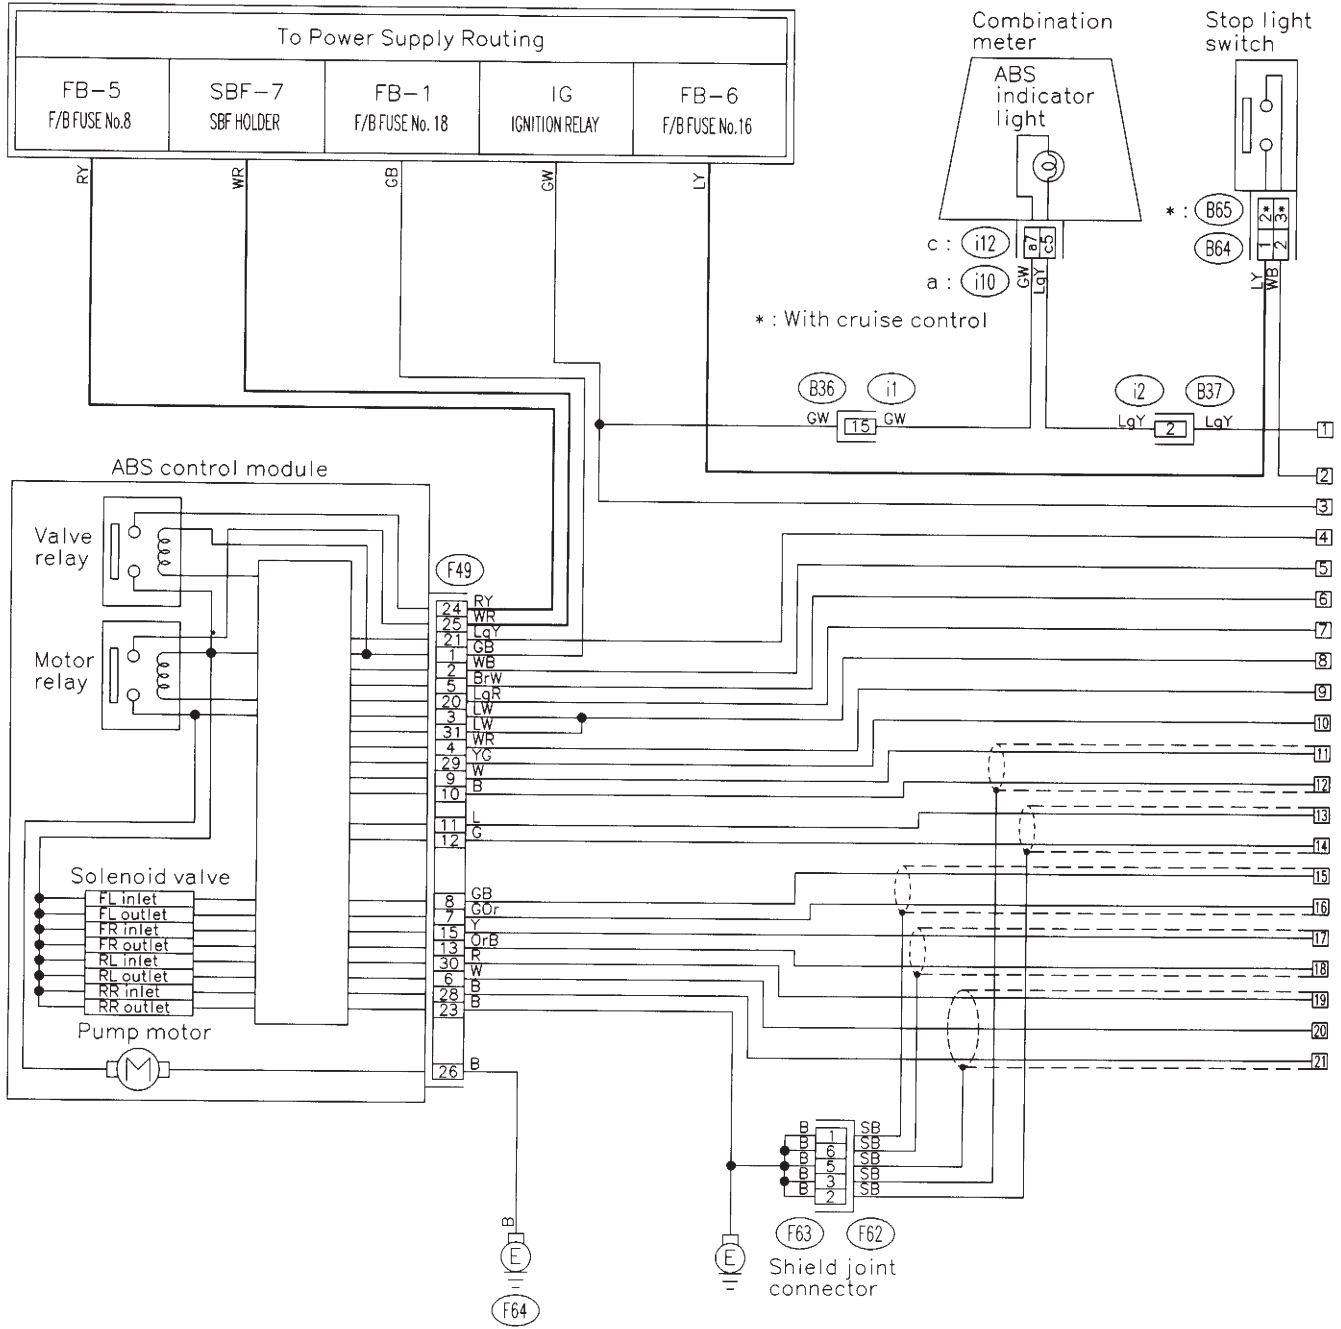 To Power Supply Routing
FB-5
F/B FUSE No.8
SBF-7
SBF HOLDER
FB-1
F/B FUSE No. 18
IG
IGNITION RELAY
FB-6
F/B FUSE No.16
RY
WR
GB
GW
LY
Combination
meter
ABS
indicator
light
Stop light
switch
c : i12
a : i10
a7
c5
GW
LgY
* : B65
B64
2*
3*
1
2
LY
WB
* : With cruise control
B36
i1
GW
15
GW
i2
B37
LgY
2
LgY
ABS control module
Valve
relay
Motor
relay
F49
24 RY
25 WR
21 LgY
1 GB
2 WB
5 BrW
20 LgR
3 LW
31 LW
4 WR
29 YG
9 W
10 B
11 L
12 G
8 GB
7 GOr
15 Y
13 OrB
30 R
6 W
28 B
23 B
26 B
Solenoid valve
FL inlet
FL outlet
FR inlet
FR outlet
RL inlet
RL outlet
RR inlet
RR outlet
Pump motor
M
1
2
3
4
5
6
7
8
9
10
11
12
13
14
15
16
17
18
19
20
21
B 1 SB
B 6 SB
B 5 SB
B 3 SB
B 2 SB
F63
F62
Shield joint
connector
B
E
F64
E